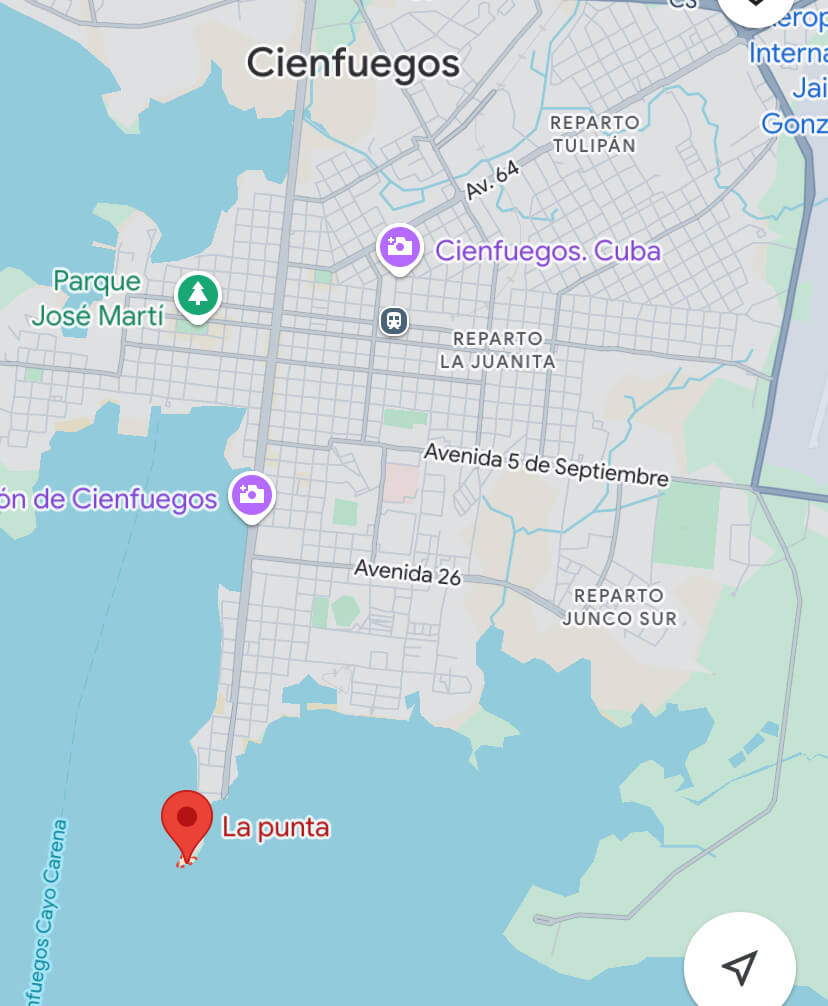 CS
Cienfuegos
Aerop
Interna
Jai
Gonz
REPARTO
TULIPÁN
Av. 64
Cienfuegos. Cuba
Parque
José Martí
REPARTO
LA JUANITA
Avenida 5 de Septiembre
ón de Cienfuegos
Avenida 26
REPARTO
JUNCO SUR
La punta
nfuegos Cayo Carena